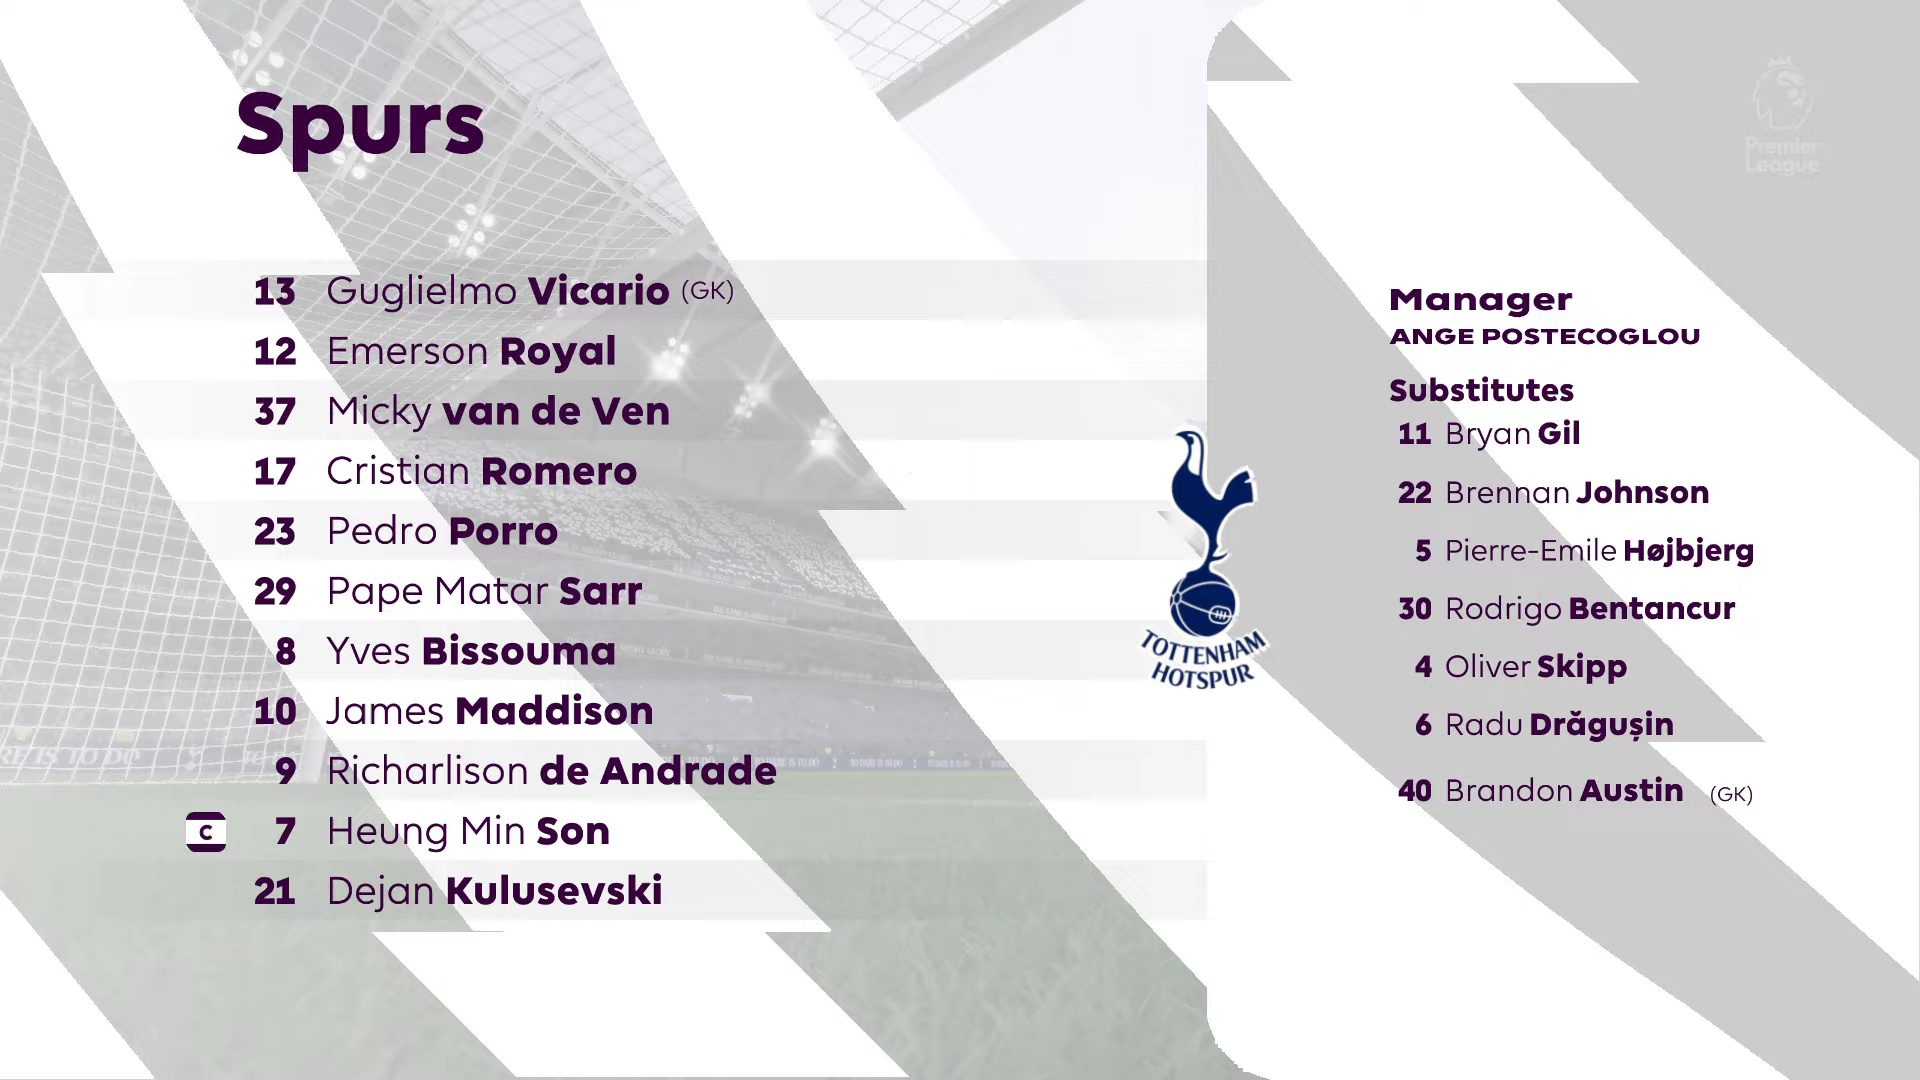 Spurs
13 Guglielmo Vicario (GK)
12 Emerson Royal
37 Micky van de Ven
17 Cristian Romero
23 Pedro Porro
29 Pape Matar Sarr
8 Yves Bissouma
10 James Maddison
9 Richarlison de Andrade
C 7 Heung Min Son
21 Dejan Kulusevski
TOTTENHAM
HOTSPUR
Premier
League
Manager
ANGE POSTECOGLOU
Substitutes
11 Bryan Gil
22 Brennan Johnson
5 Pierre-Emile Højbjerg
30 Rodrigo Bentancur
4 Oliver Skipp
6 Radu Drăgușin
40 Brandon Austin (GK)